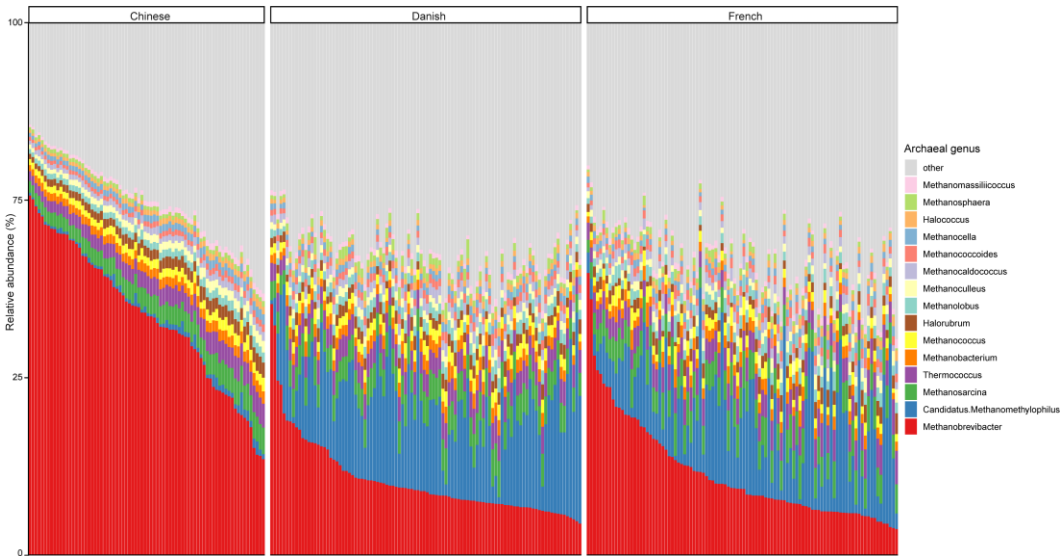 Chinese
Danish
French
100
75
25
0
Relative abundance (%)
Archaeal genus
other
Methanomassiliicoccus
Methanosphaera
Halococcus
Methanocella
Methanococcoides
Methanocaldococcus
Methanoculleus
Methanolobus
Halorubrum
Methanococcus
Methanobacterium
Thermococcus
Methanosarcina
Candidatus.Methanomethylophilus
Methanobrevibacter